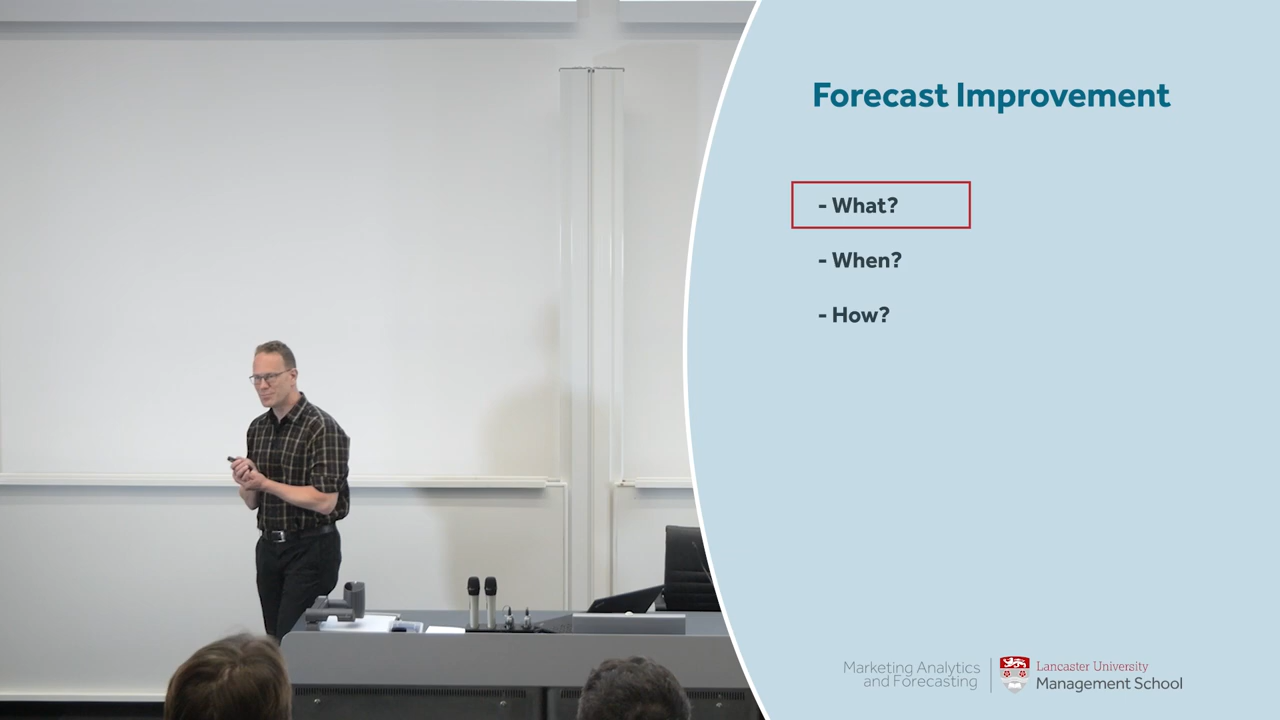 Forecast Improvement
- What?
- When?
- How?
Marketing Analytics
and Forecasting
Lancaster University
Management School